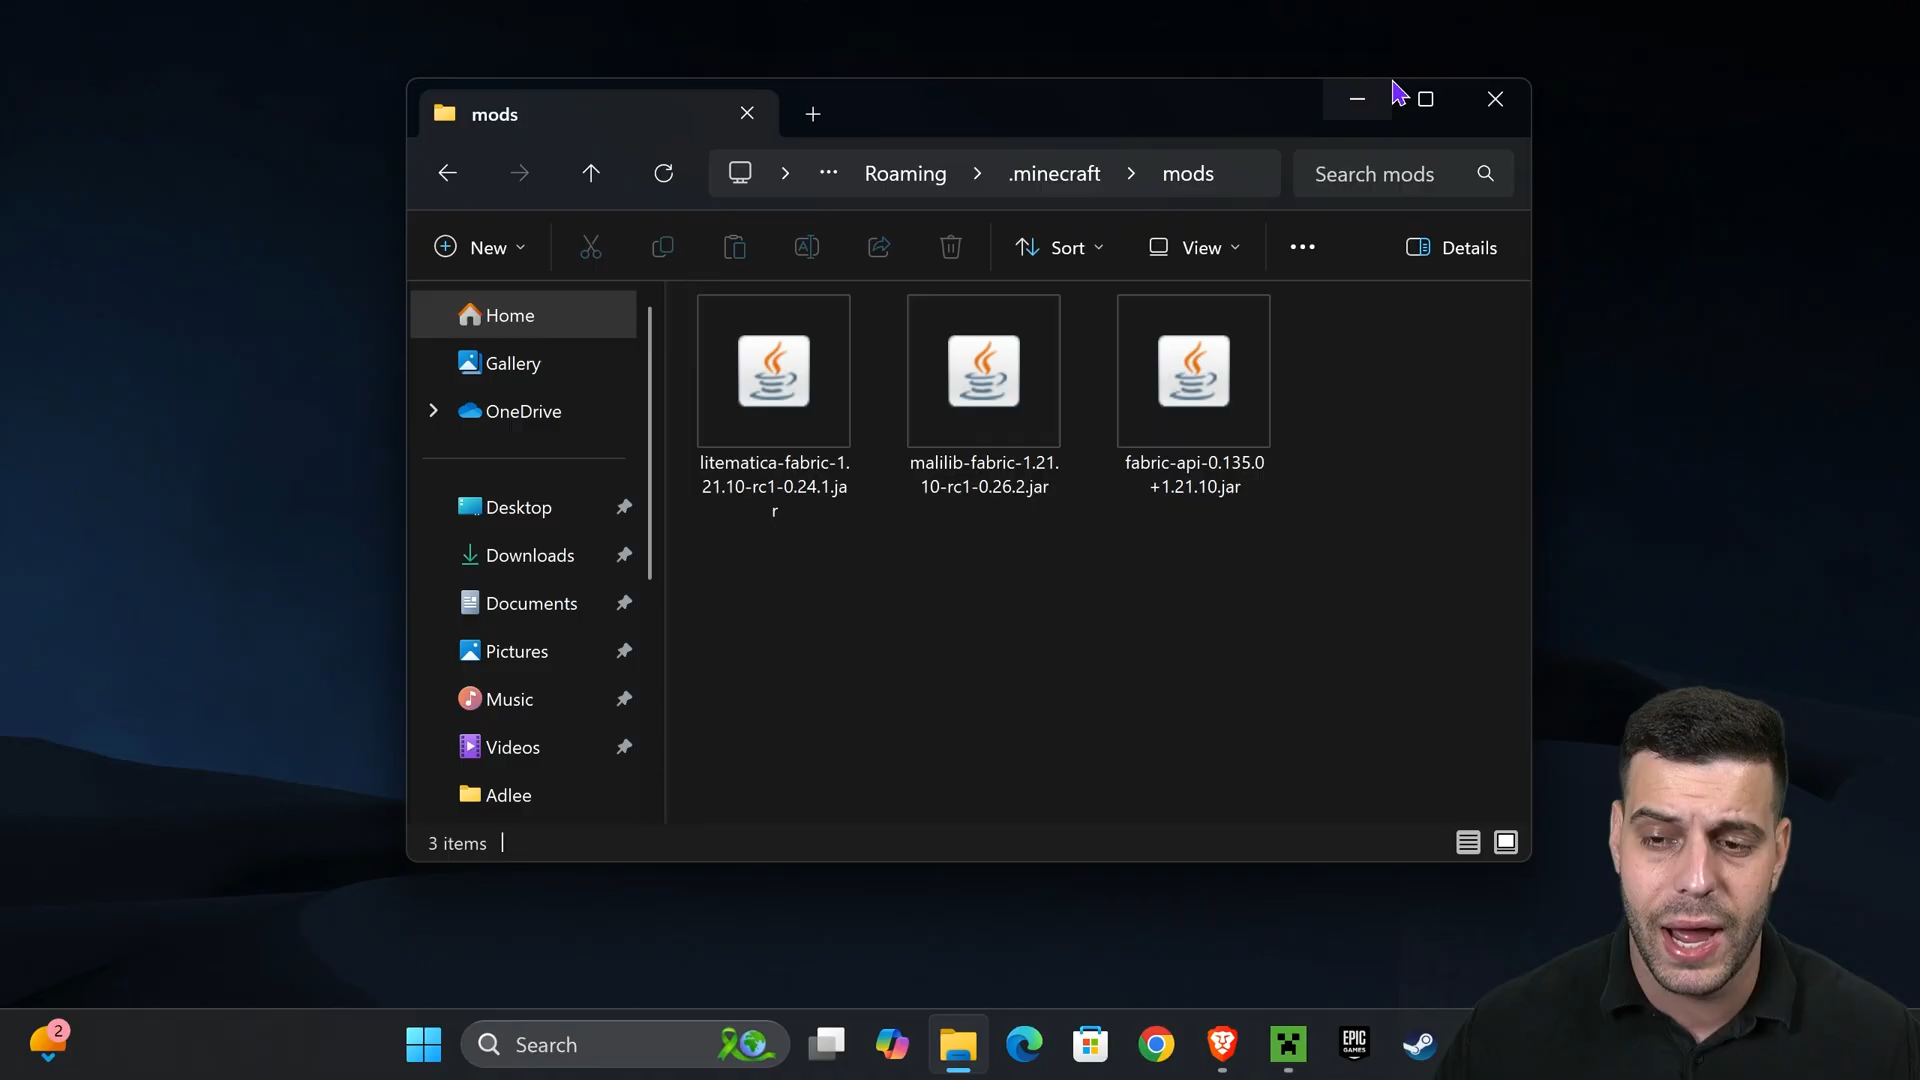 mods
Roaming
.minecraft
mods
Search mods
New
Sort
View
Details
Home
Gallery
OneDrive
Desktop
Downloads
Documents
Pictures
Music
Videos
Adlee
litematica-fabric-1.
21.10-rc1-0.24.1.ja
r
malilib-fabric-1.21.
10-rc1-0.26.2.jar
fabric-api-0.135.0
+1.21.10.jar
3 items
2
Search
EPIC
GAMES